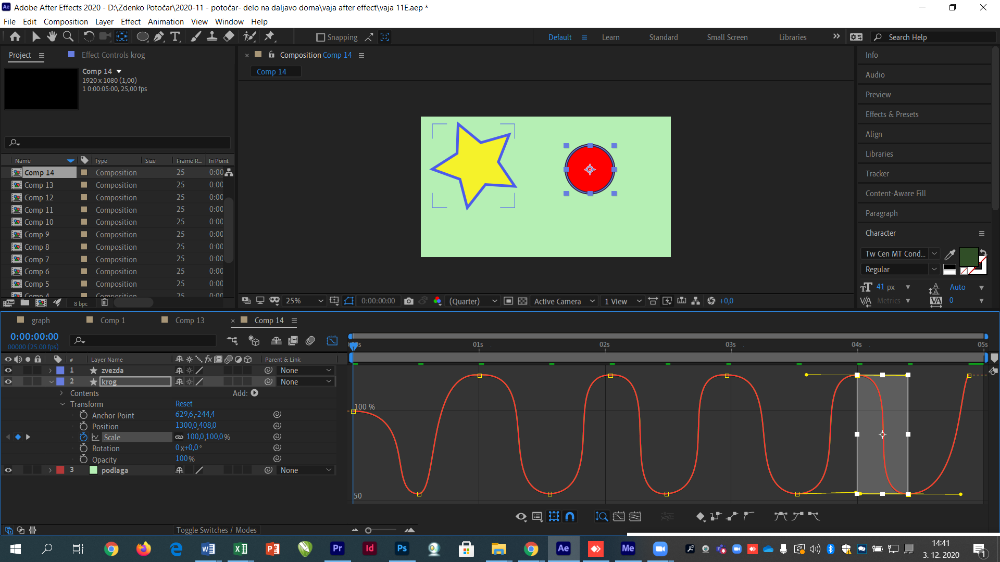 Adobe After Effects 2020 - D:\Zdenko Potočar\2020-11 - potočar- delo na daljavo doma\vaja after effect\vaja 11E.aep *
File Edit Composition Layer Effect Animation View Window Help
Snapping
Default Learn Standard Small Screen Libraries Search Help
Project Effect Controls krog
Comp 14
1920 x 1080 (1,00)
1 0:00:05:00, 25,00 fps
Name Type Size Frame R... In Point
Comp 14 Composition 25 0:00
Comp 13 Composition 25 0:00
Comp 12 Composition 25 0:00
Comp 11 Composition 25 0:00
Comp 10 Composition 25 0:00
Comp 9 Composition 25 0:00
Comp 8 Composition 25 0:00
Comp 7 Composition 25 0:00
Comp 6 Composition 25 0:00
Comp 5 Composition 25 0:00
8 bpc
Composition Comp 14
Comp 14
25% 0:00:00:00 (Quarter) Active Camera 1 View +0,0
Info
Audio
Preview
Effects & Presets
Align
Libraries
Tracker
Content-Aware Fill
Paragraph
Character
Tw Cen MT Cond...
Regular
41 px Auto
Metrics 0
graph Comp 1 Comp 13 Comp 14
0:00:00:00
00000 (25.00 fps)
01s 02s 03s 04s 05s
# Layer Name Parent & Link
1 zvezda None
2 krog None
Contents Add:
Transform Reset
Anchor Point 629,6,-244,4
Position 1300,0,408,0
Scale 100,0,100,0%
Rotation 0x+0,0°
Opacity 100%
3 podlaga None
100 %
50
Toggle Switches / Modes
14:41
3. 12. 2020
1